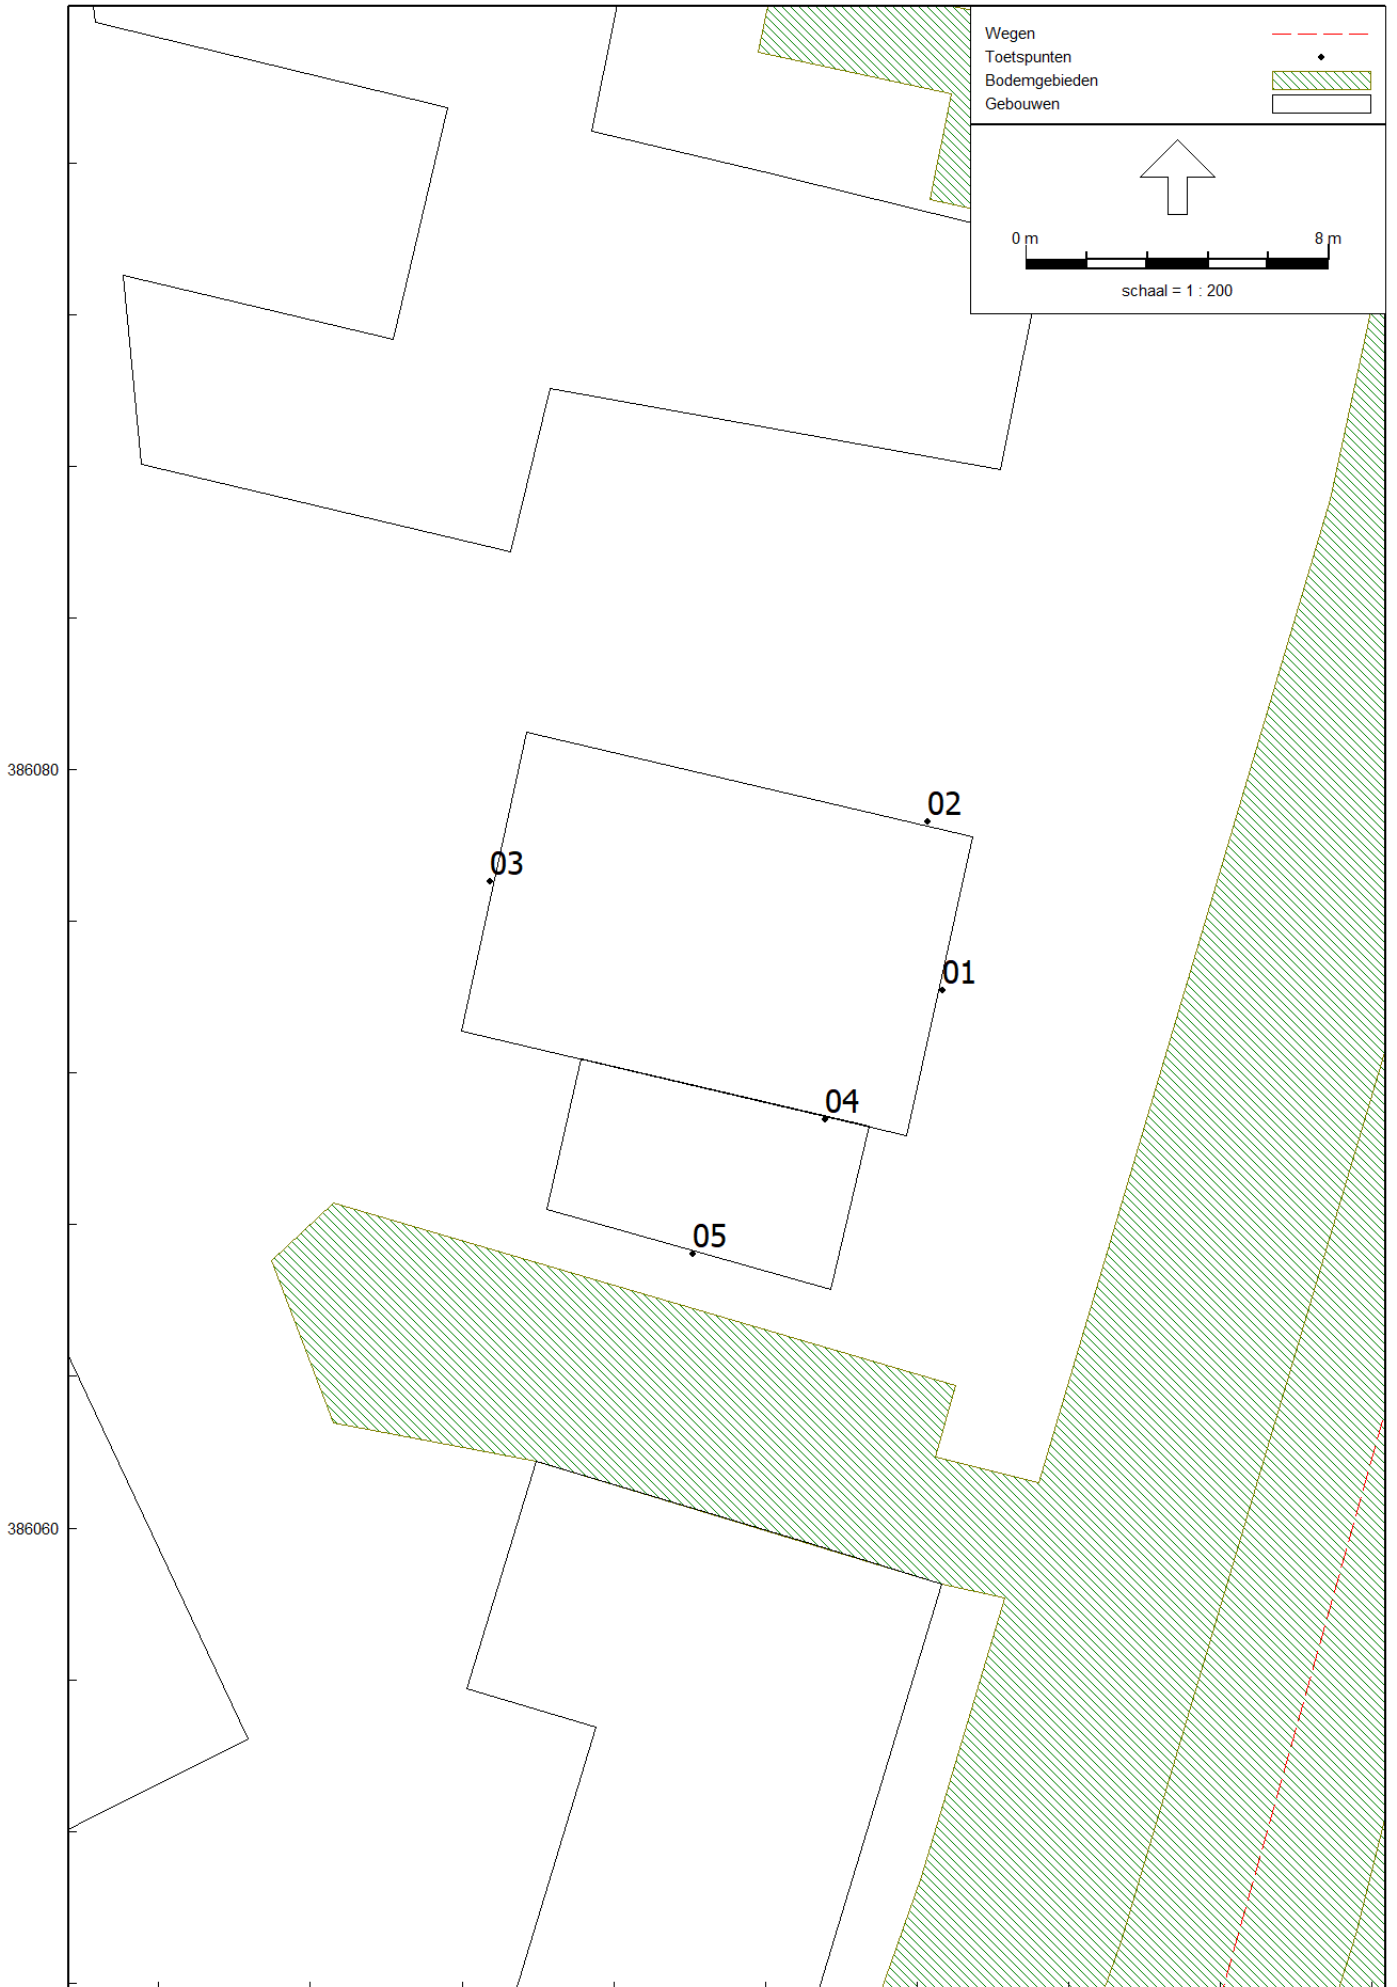 Wegen
Toetspunten
Bodemgebieden
Gebouwen
0 m 8 m
schaal = 1 : 200
386080
02
03
01
04
05
386060